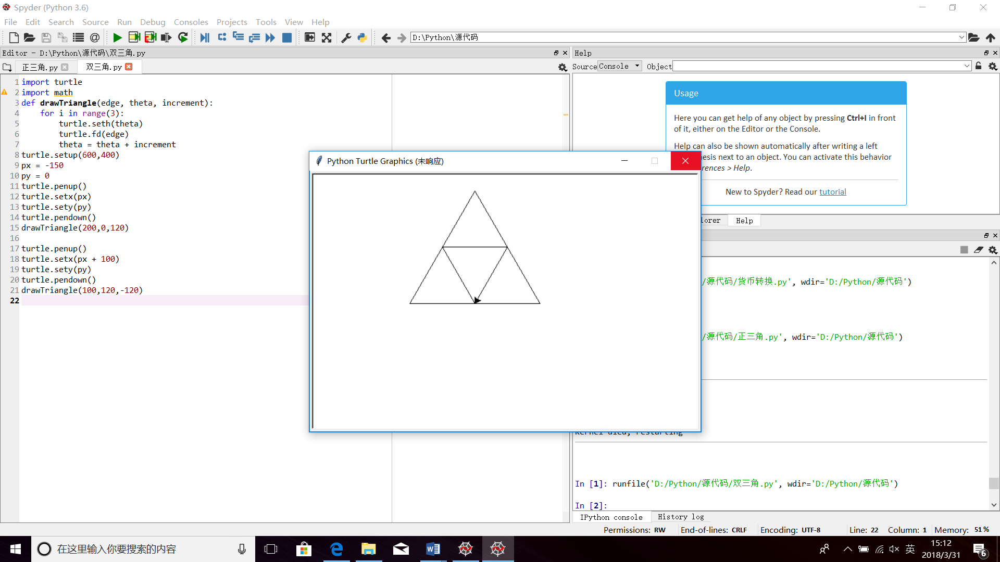 Spyder (Python 3.6)
File Edit Search Source Run Debug Consoles Projects Tools View Help
D:\Python\源代码
Editor - D:\Python\源代码\双三角.py
正三角.py 双三角.py
1 import turtle
2 import math
3 def drawTriangle(edge, theta, increment):
4 for i in range(3):
5 turtle.seth(theta)
6 turtle.fd(edge)
7 theta = theta + increment
8 turtle.setup(600,400)
9 px = -150
10 py = 0
11 turtle.penup()
12 turtle.setx(px)
13 turtle.sety(py)
14 turtle.pendown()
15 drawTriangle(200,0,120)
16
17 turtle.penup()
18 turtle.setx(px + 100)
19 turtle.sety(py)
20 turtle.pendown()
21 drawTriangle(100,120,-120)
22
Python Turtle Graphics (未响应)
Help
Source Console Object
Usage
Here you can get help of any object by pressing Ctrl+I in front
of it, either on the Editor or the Console.
Help can also be shown automatically after writing a left
next to an object. You can activate this behavior
> Help.
New to Spyder? Read our tutorial
Help
/源代码/货币转换.py', wdir='D:/Python/源代码')
/源代码/正三角.py', wdir='D:/Python/源代码')
In [1]: runfile('D:/Python/源代码/双三角.py', wdir='D:/Python/源代码')
In [2]:
IPython console History log
Permissions: RW End-of-lines: CRLF Encoding: UTF-8 Line: 22 Column: 1 Memory: 51 %
在这里输入你要搜索的内容
英
15:12
2018/3/31
6